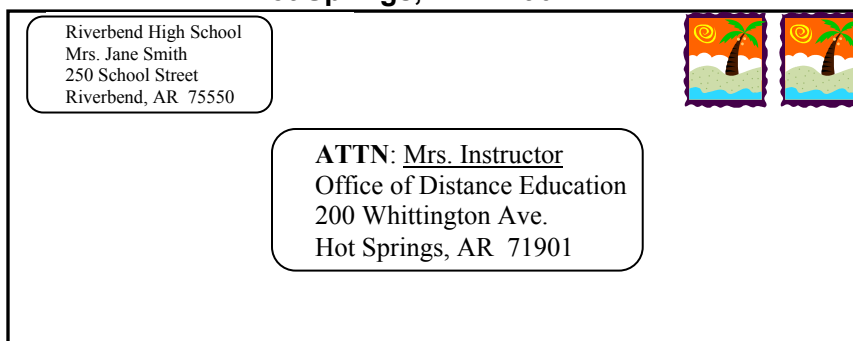 Riverbend High School
Mrs. Jane Smith
250 School Street
Riverbend, AR  75550
ATTN: Mrs. Instructor
Office of Distance Education
200 Whittington Ave.
Hot Springs, AR  71901